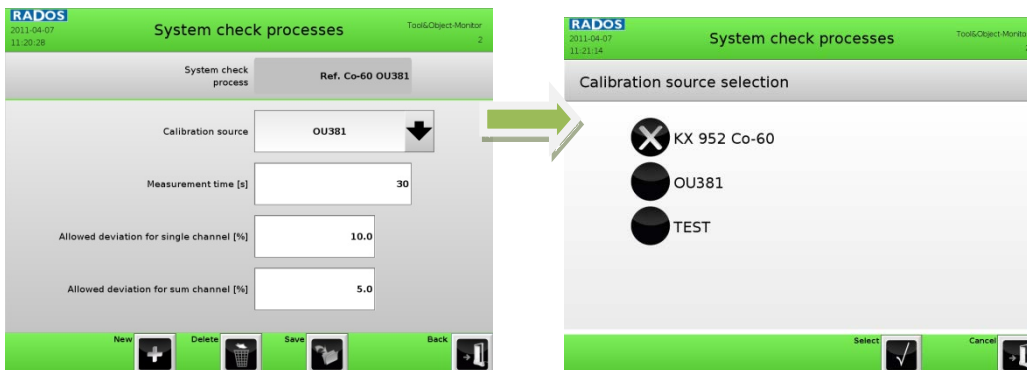 RADOS
2011-04-07
11:20:28
System check processes
Tool&Object-Monitor
2
System check
process
Ref. Co-60 OU381
Calibration source
OU381
Measurement time [s]
30
Allowed deviation for single channel [%]
10.0
Allowed deviation for sum channel [%]
5.0
New
Delete
Save
Back
RADOS
2011-04-07
11:21:14
System check processes
Tool&Object-Monito
Calibration source selection
KX 952 Co-60
OU381
TEST
Select
Cancel